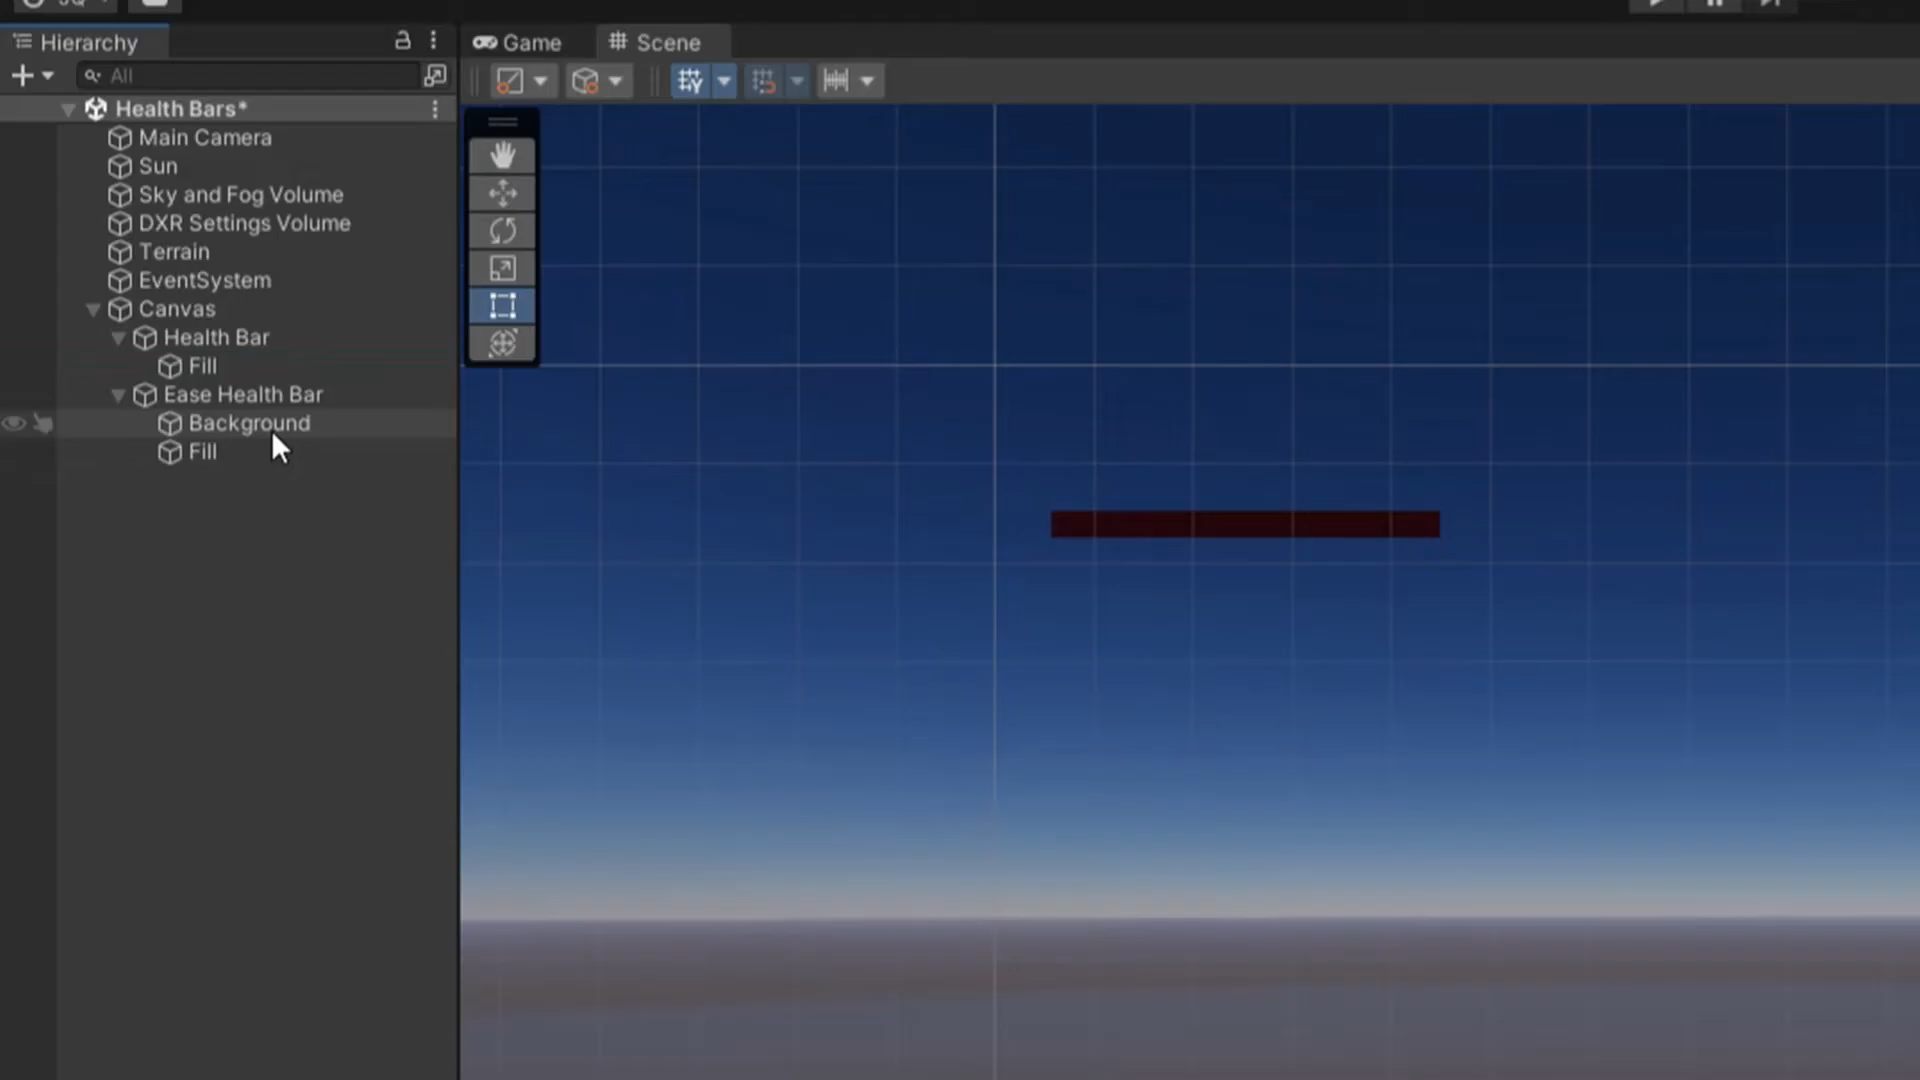 Hierarchy
Game
Scene
All
Health Bars*
Main Camera
Sun
Sky and Fog Volume
DXR Settings Volume
Terrain
EventSystem
Canvas
Health Bar
Fill
Ease Health Bar
Background
Fill